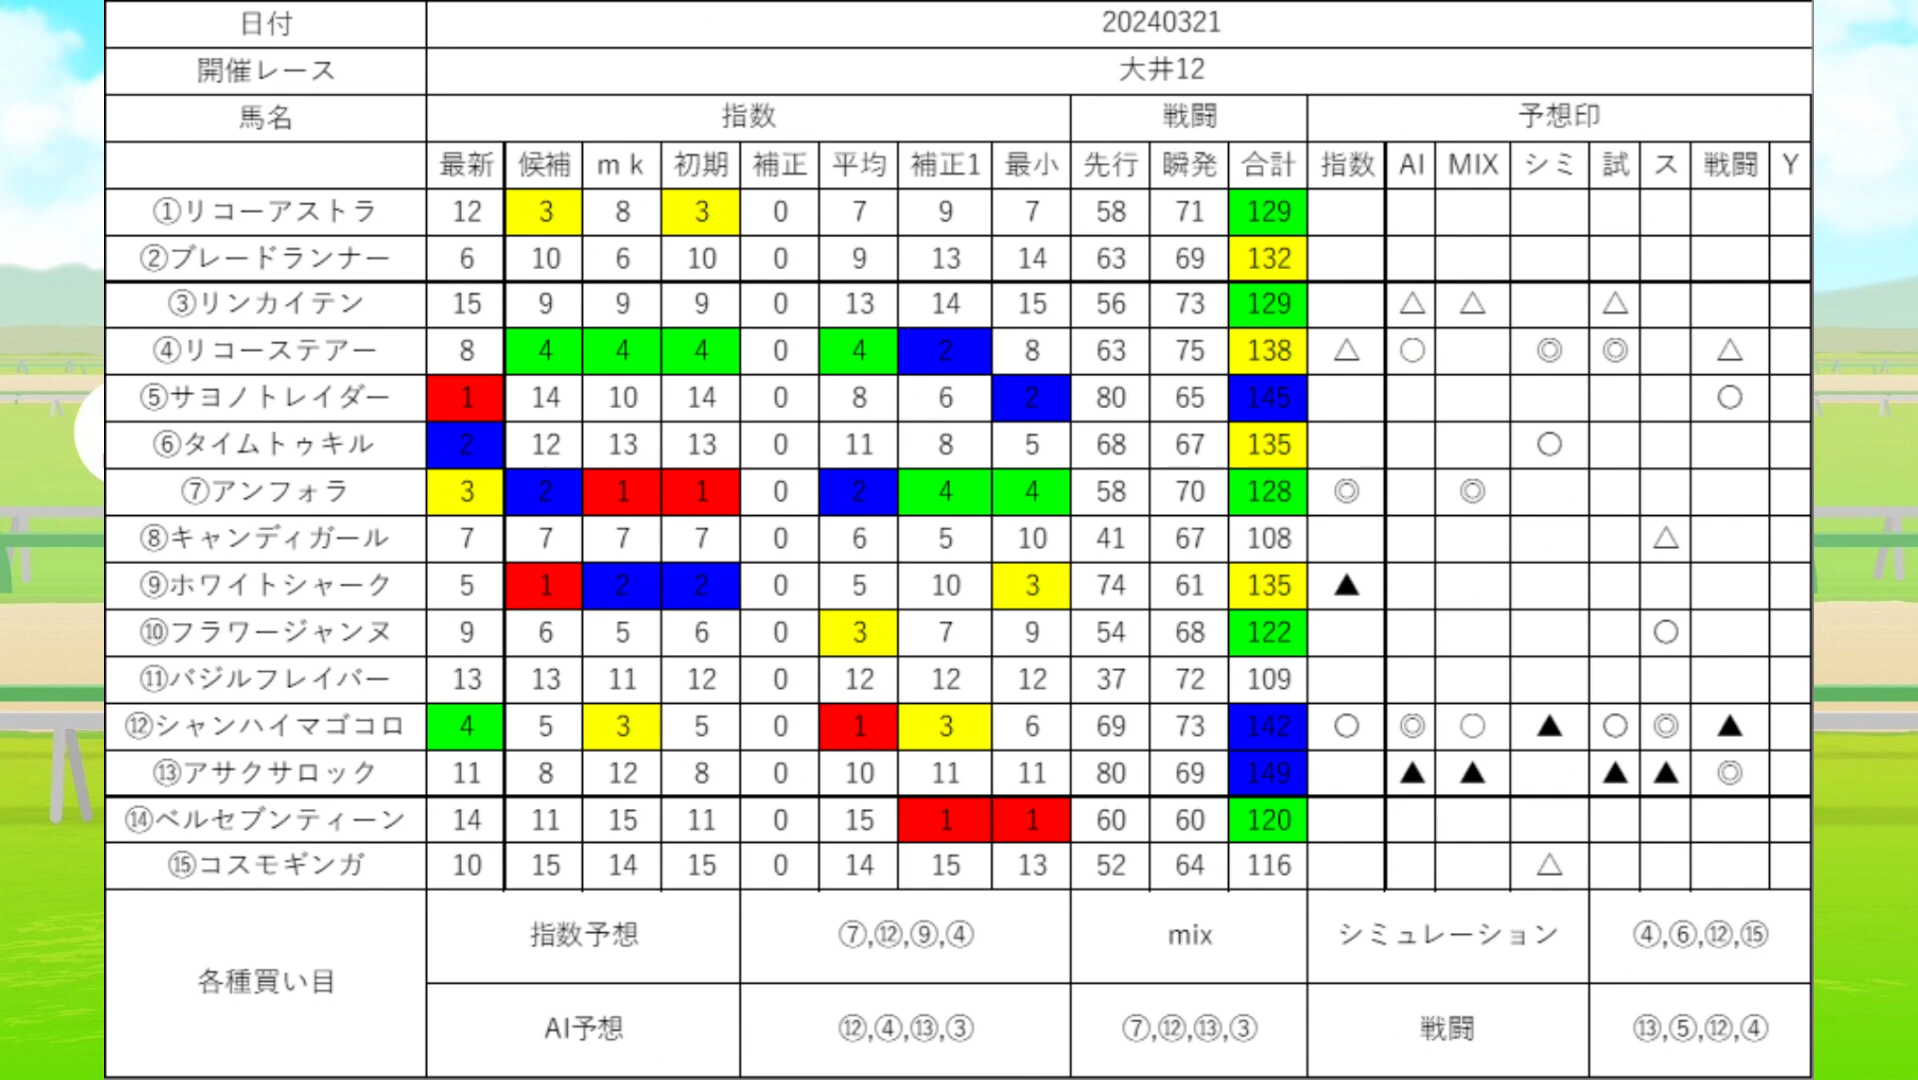 日付 20240321
開催レース 大井12
馬名 指数 戦闘 予想印
最新 候補 ｍｋ 初期 補正 平均 補正1 最小 先行 瞬発 合計 指数 AI MIX シミ 試 ス 戦闘 Y
①リコーアストラ 12 3 8 3 0 7 9 7 58 71 129
②ブレードランナー 6 10 6 10 0 9 13 14 63 69 132
③リンカイテン 15 9 9 9 0 13 14 15 56 73 129 △ △ △
④リコーステアー 8 4 4 4 0 4 2 8 63 75 138 △ ○ ◎ ◎ △
⑤サヨノトレイダー 1 14 10 14 0 8 6 2 80 65 145 ○
⑥タイムトゥキル 2 12 13 13 0 11 8 5 68 67 135 ○
⑦アンフォラ 3 2 1 1 0 2 4 4 58 70 128 ◎ ◎
⑧キャンディガール 7 7 7 7 0 6 5 10 41 67 108 △
⑨ホワイトシャーク 5 1 2 2 0 5 10 3 74 61 135 ▲
⑩フラワージャンヌ 9 6 5 6 0 3 7 9 54 68 122 ○
⑪バジルフレイバー 13 13 11 12 0 12 12 12 37 72 109
⑫シャンハイマゴコロ 4 5 3 5 0 1 3 6 69 73 142 ○ ◎ ○ ▲ ○ ◎ ▲
⑬アサクサロック 11 8 12 8 0 10 11 11 80 69 149 ▲ ▲ ▲ ▲ ◎
⑭ベルセブンティーン 14 11 15 11 0 15 1 1 60 60 120
⑮コスモギンガ 10 15 14 15 0 14 15 13 52 64 116 △
各種買い目
指数予想 ⑦,⑫,⑨,④ mix シミュレーション ④,⑥,⑫,⑮
AI予想 ⑫,④,⑬,③ ⑦,⑫,⑬,③ 戦闘 ⑬,⑤,⑫,④